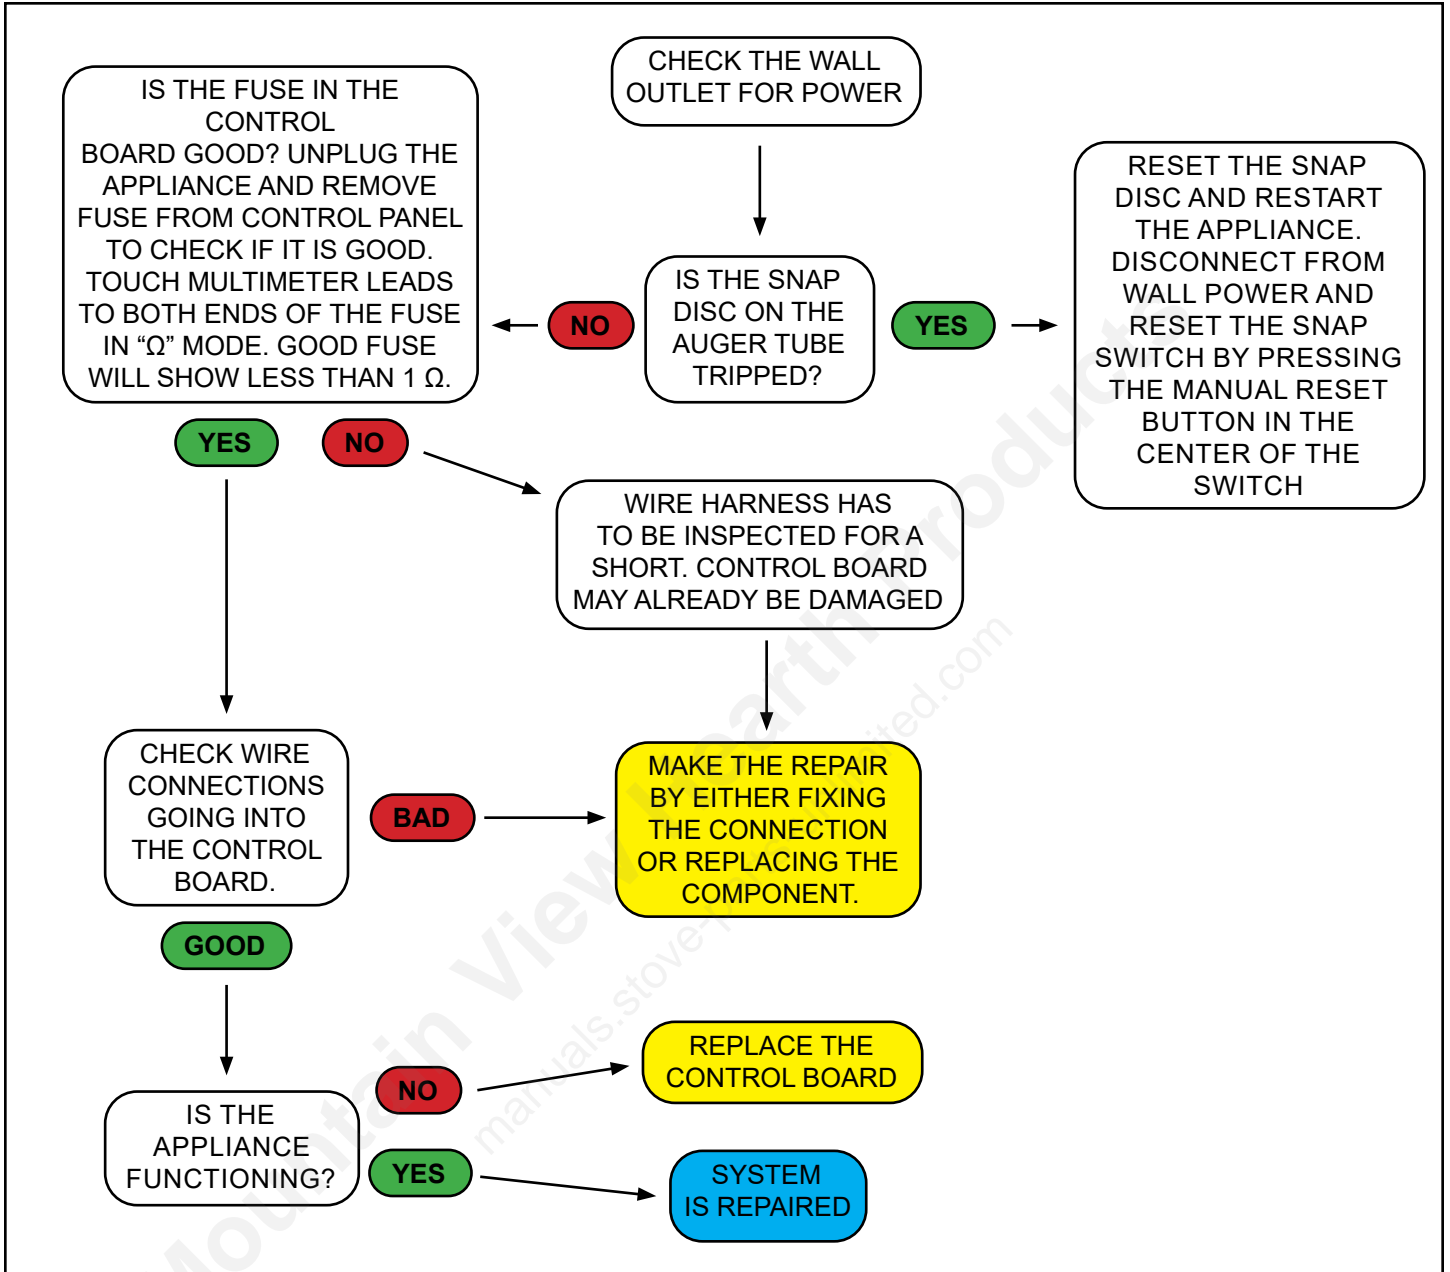 CHECK THE WALL
OUTLET FOR POWER
IS THE FUSE IN THE
CONTROL
BOARD GOOD? UNPLUG THE
APPLIANCE AND REMOVE
FUSE FROM CONTROL PANEL
TO CHECK IF IT IS GOOD.
TOUCH MULTIMETER LEADS
TO BOTH ENDS OF THE FUSE
IN “Ω” MODE. GOOD FUSE
WILL SHOW LESS THAN 1 Ω.
NO
IS THE SNAP
DISC ON THE
AUGER TUBE
TRIPPED?
YES
RESET THE SNAP
DISC AND RESTART
THE APPLIANCE.
DISCONNECT FROM
WALL POWER AND
RESET THE SNAP
SWITCH BY PRESSING
THE MANUAL RESET
BUTTON IN THE
CENTER OF THE
SWITCH
YES
NO
WIRE HARNESS HAS
TO BE INSPECTED FOR A
SHORT. CONTROL BOARD
MAY ALREADY BE DAMAGED
CHECK WIRE
CONNECTIONS
GOING INTO
THE CONTROL
BOARD.
BAD
MAKE THE REPAIR
BY EITHER FIXING
THE CONNECTION
OR REPLACING THE
COMPONENT.
GOOD
IS THE
APPLIANCE
FUNCTIONING?
NO
REPLACE THE
CONTROL BOARD
YES
SYSTEM
IS REPAIRED
Mountain View Hearth Products